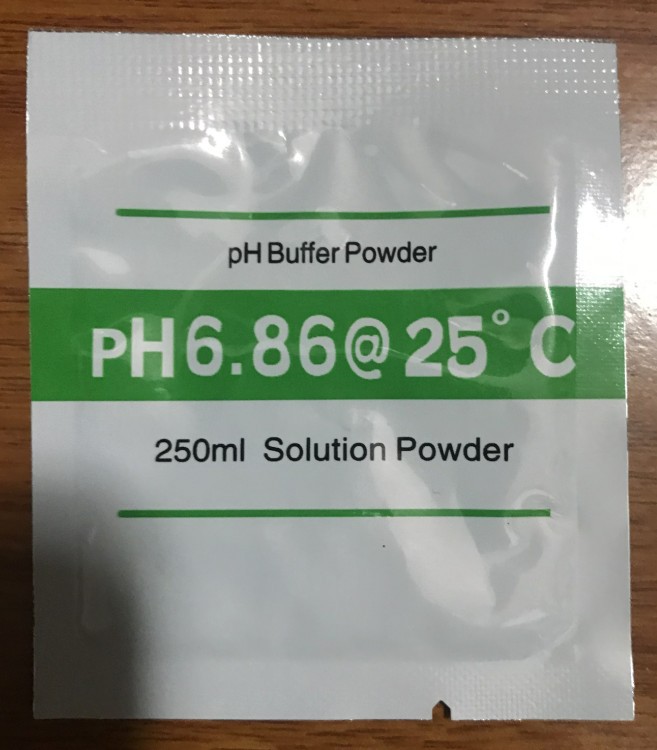 pH Buffer Powder
PH6.86@25°C
250ml Solution Powder